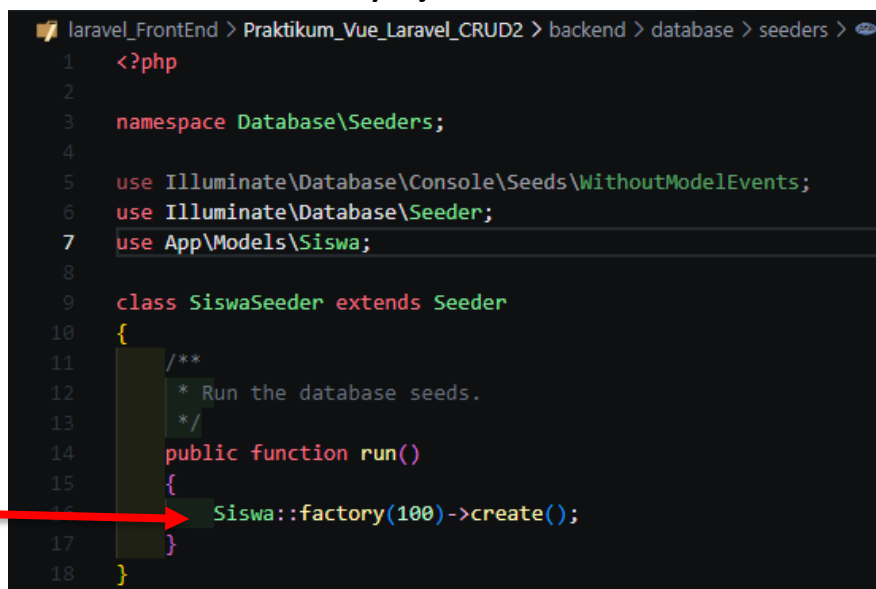 laravel_FrontEnd > Praktikum_Vue_Laravel_CRUD2 > backend > database > seeders >
1 <?php
2
3 namespace Database\Seeders;
4
5 use Illuminate\Database\Console\Seeds\WithoutModelEvents;
6 use Illuminate\Database\Seeder;
7 use App\Models\Siswa;
8
9 class SiswaSeeder extends Seeder
10 {
11 /**
12 * Run the database seeds.
13 */
14 public function run()
15 {
16 Siswa::factory(100)->create();
17 }
18 }